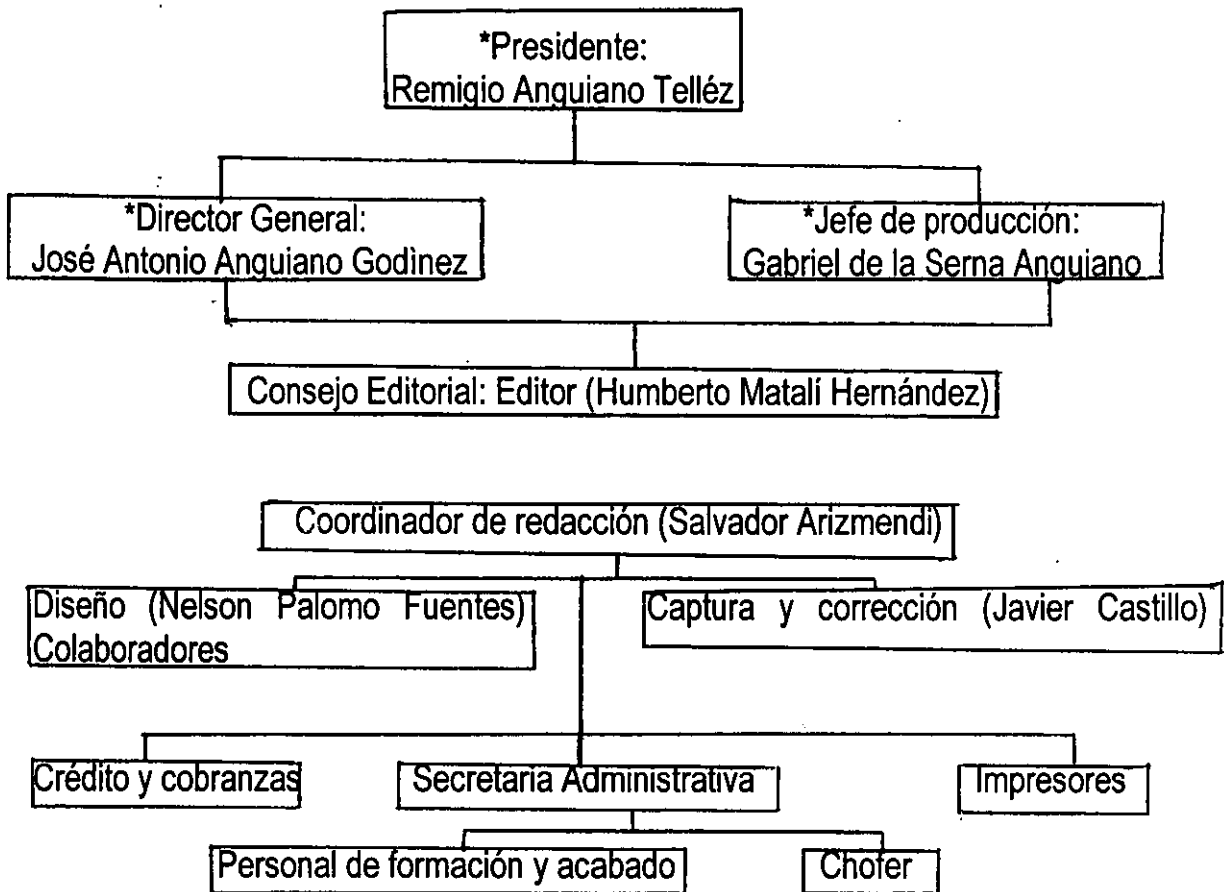 *Presidente:
Remigio Anguiano Telléz
*Director General:
José Antonio Anguiano Godìnez
*Jefe de producción:
Gabriel de la Serna Anguiano
Consejo Editorial: Editor (Humberto Matalí Hernández)
Coordinador de redacción (Salvador Arizmendi)
Diseño (Nelson Palomo Fuentes)
Colaboradores
Captura y corrección (Javier Castillo)
Crédito y cobranzas
Secretaria Administrativa
Impresores
Personal de formación y acabado
Chofer